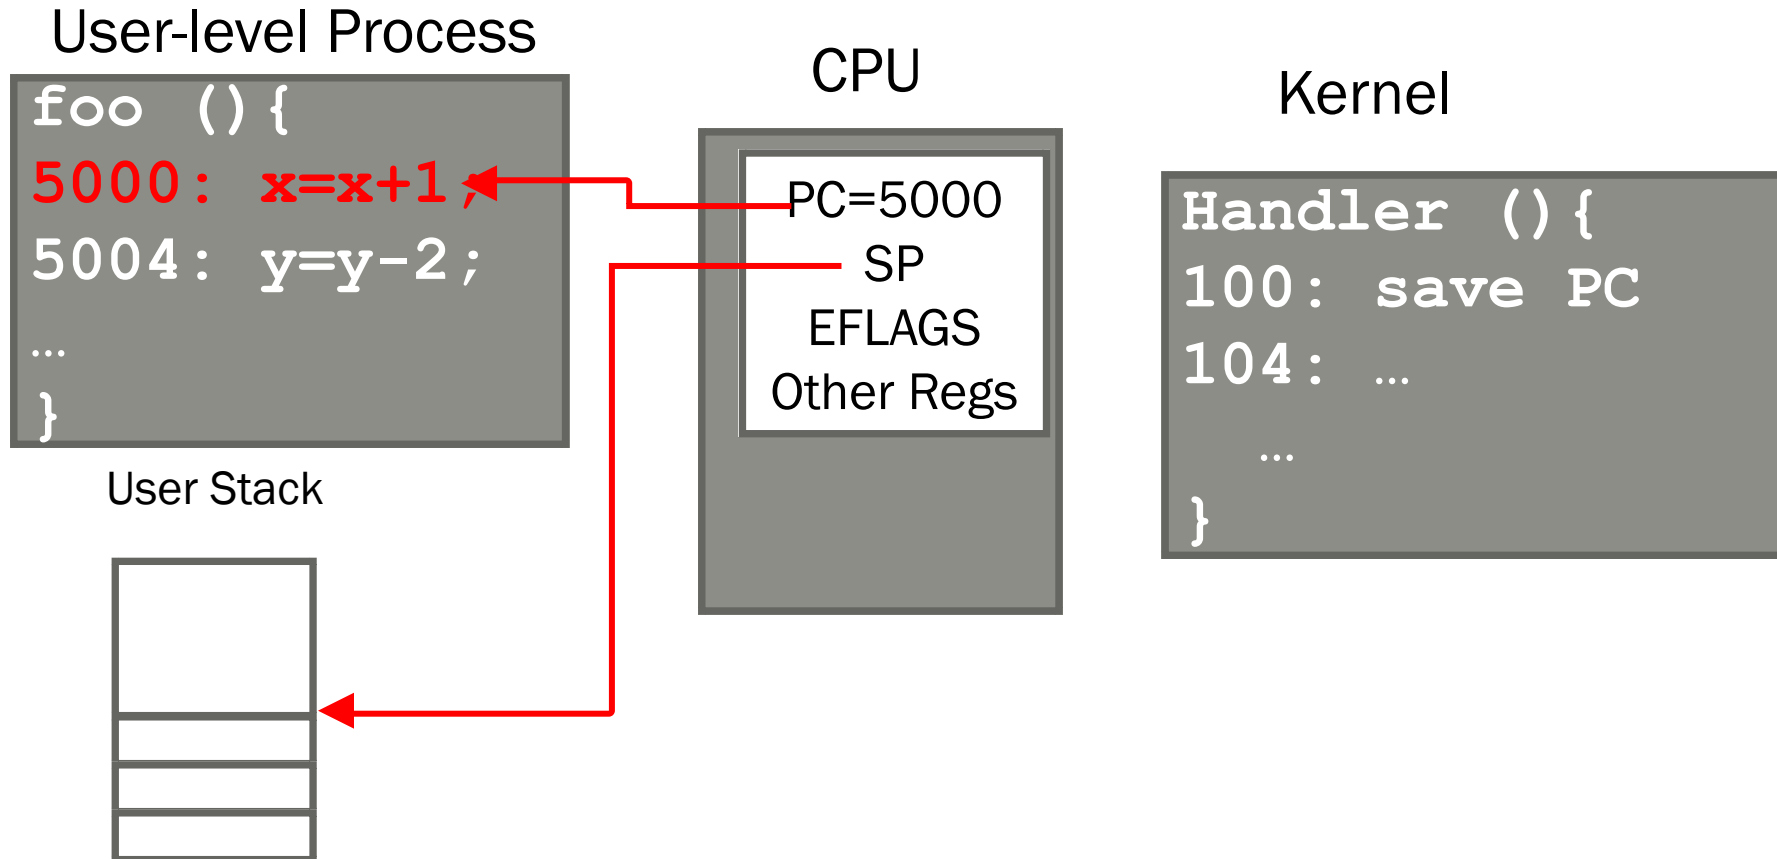 User-level Process
foo (){
5000: x=x+1;
5004: y=y-2;
…
}
User Stack
CPU
PC=5000
SP
EFLAGS
Other Regs
Kernel
Handler (){
100: save PC
104: …
…
}